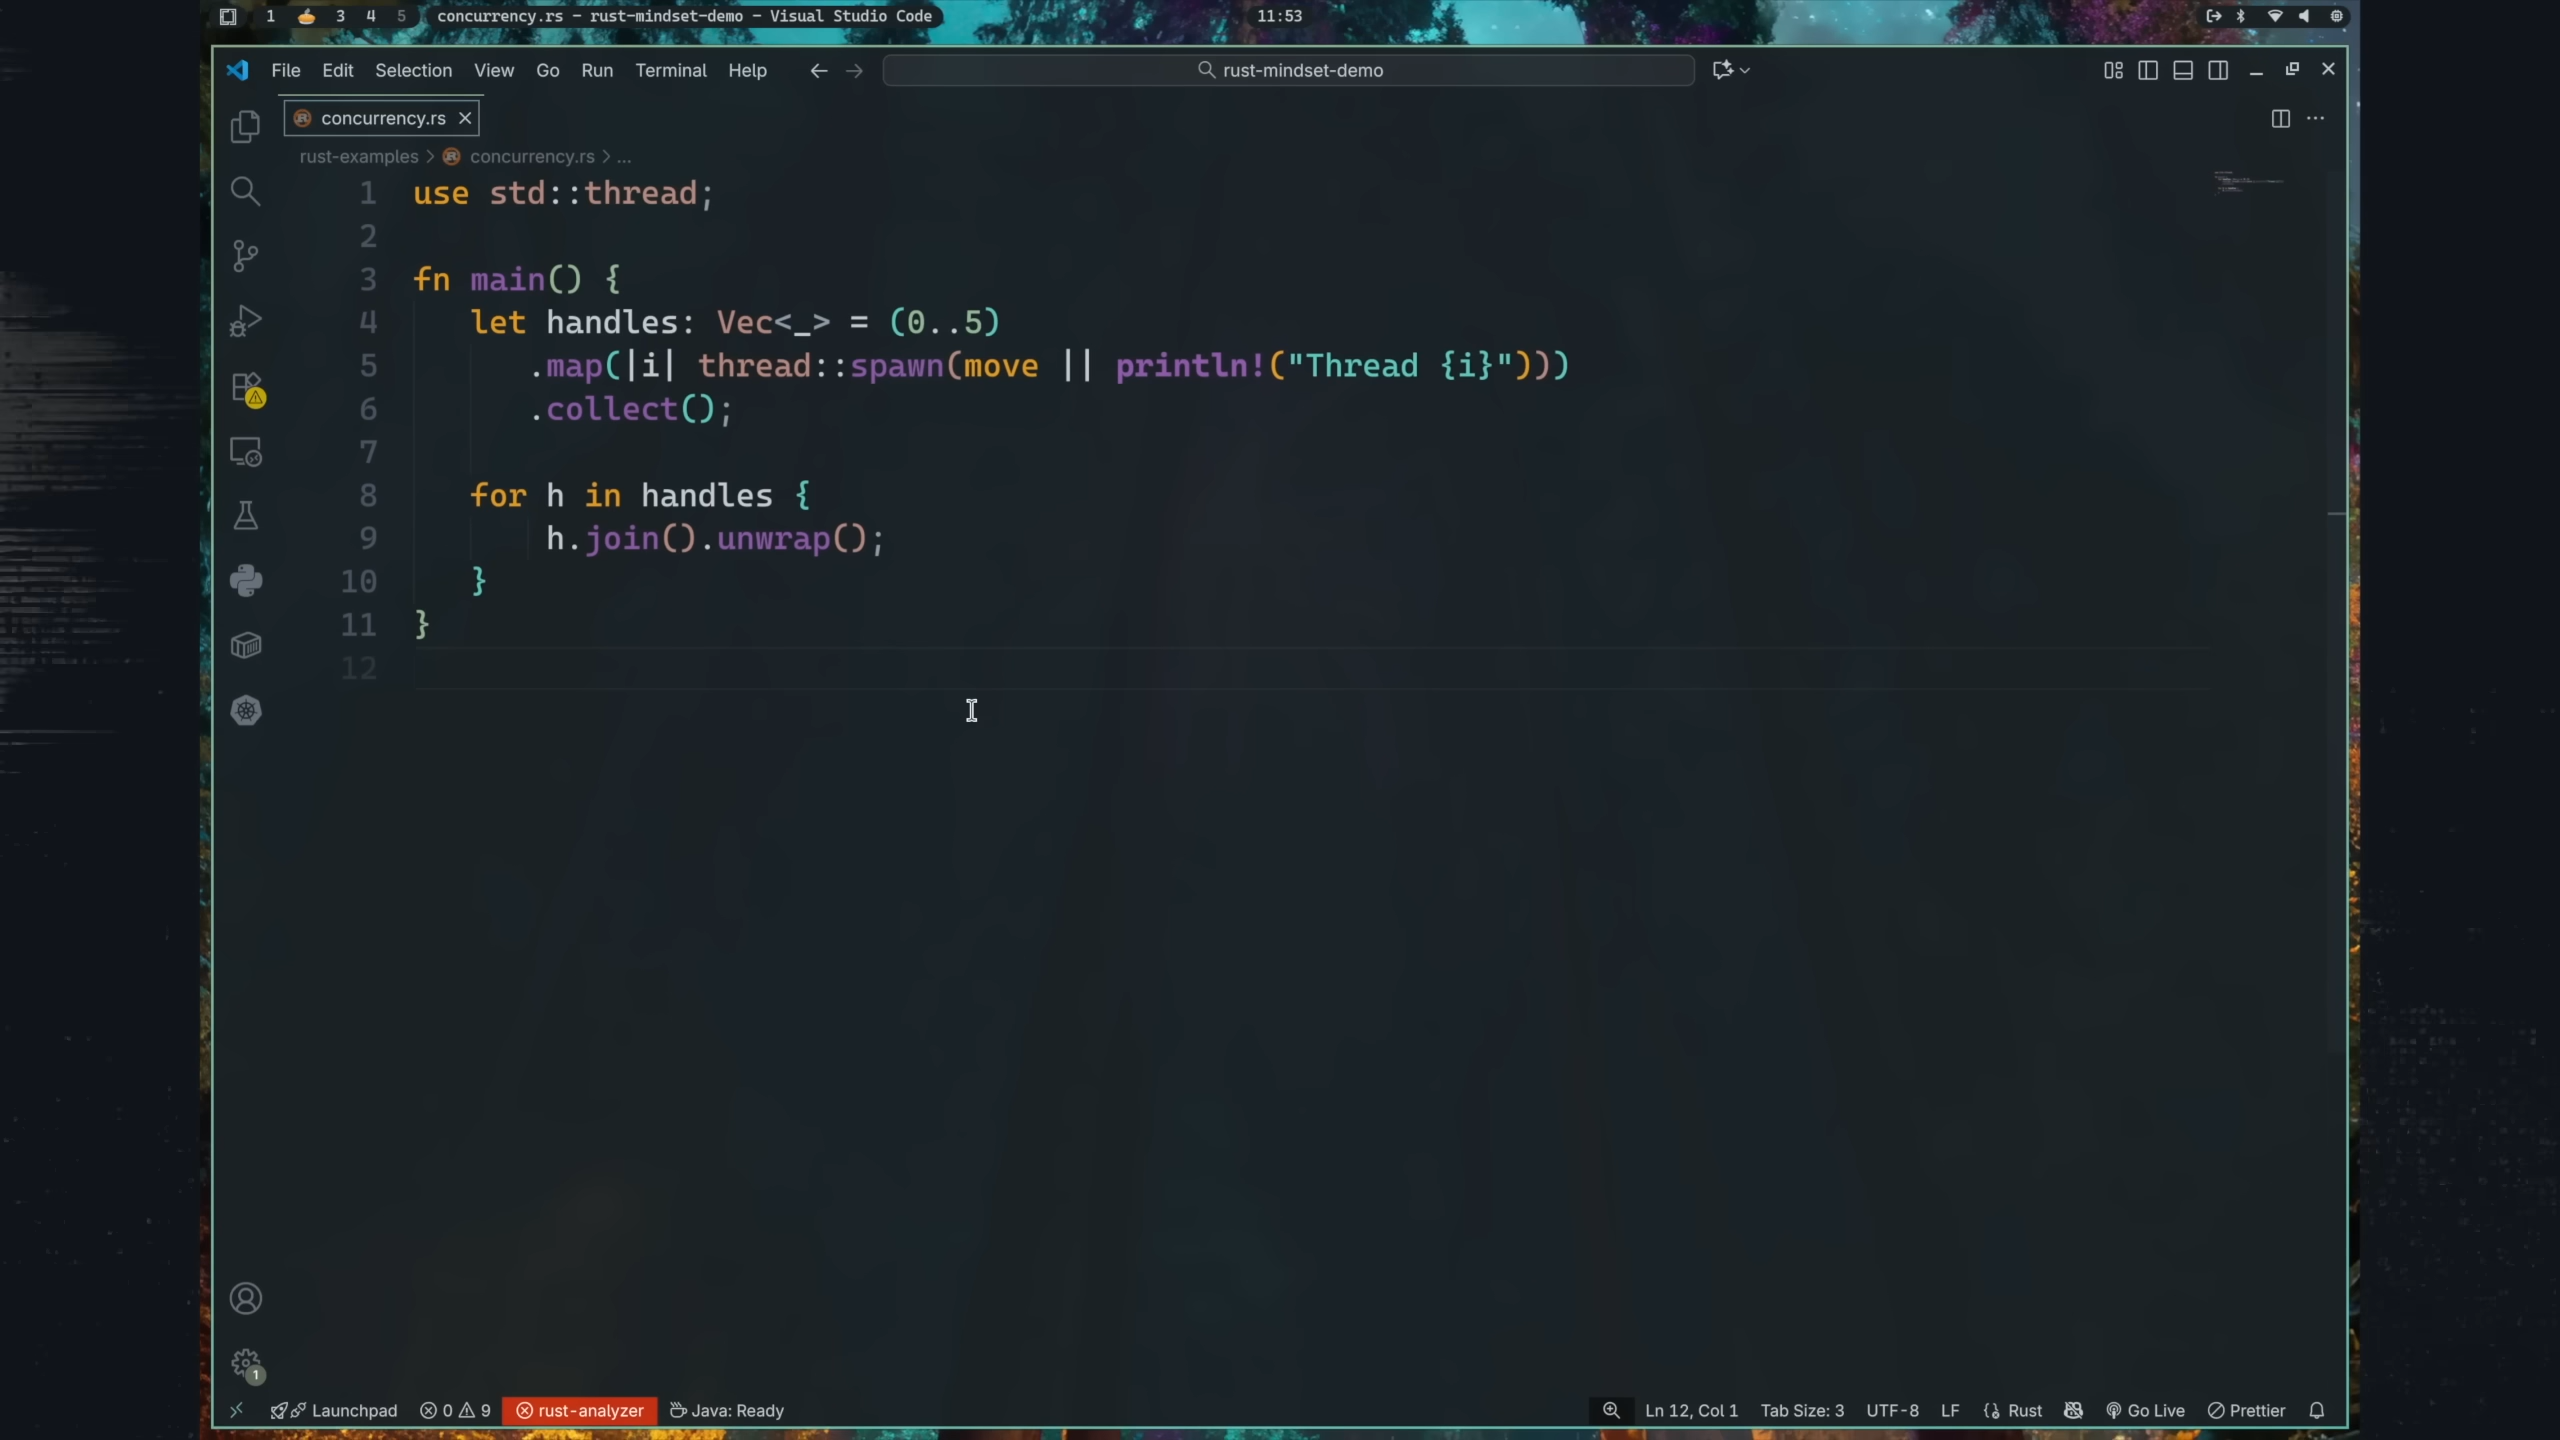 1 3 4 5 concurrency.rs - rust-mindset-demo - Visual Studio Code 11:53
File Edit Selection View Go Run Terminal Help rust-mindset-demo
concurrency.rs
rust-examples > concurrency.rs > ...
1 use std::thread;
2
3 fn main() {
4 let handles: Vec<_> = (0..5)
5 .map(|i| thread::spawn(move || println!("Thread {i}")))
6 .collect();
7
8 for h in handles {
9 h.join().unwrap();
10 }
11 }
12
1
Launchpad 0 9 rust-analyzer Java: Ready Ln 12, Col 1 Tab Size: 3 UTF-8 LF Rust Go Live Prettier